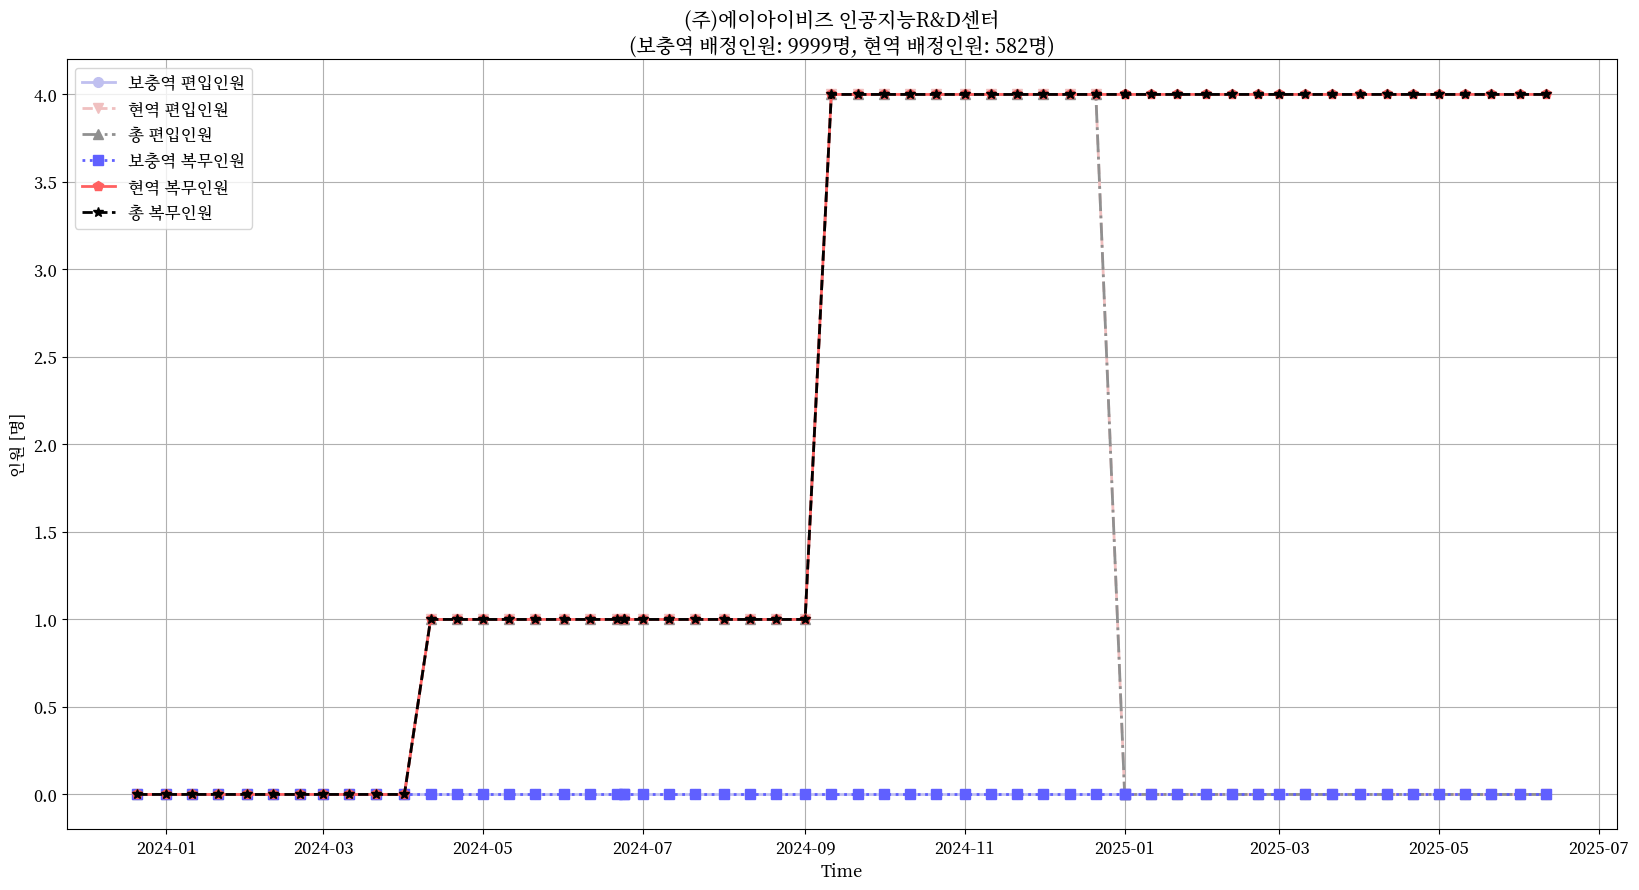 (주)에이아이비즈 인공지능R&D센터
(보충역 배정인원: 9999명, 현역 배정인원: 582명)
보충역 편입인원
현역 편입인원
총 편입인원
보충역 복무인원
현역 복무인원
총 복무인원
4.0
3.5
3.0
2.5
2.0
1.5
1.0
0.5
0.0
인원 [명]
2024-01
2024-03
2024-05
2024-07
2024-09
2024-11
2025-01
2025-03
2025-05
2025-07
Time